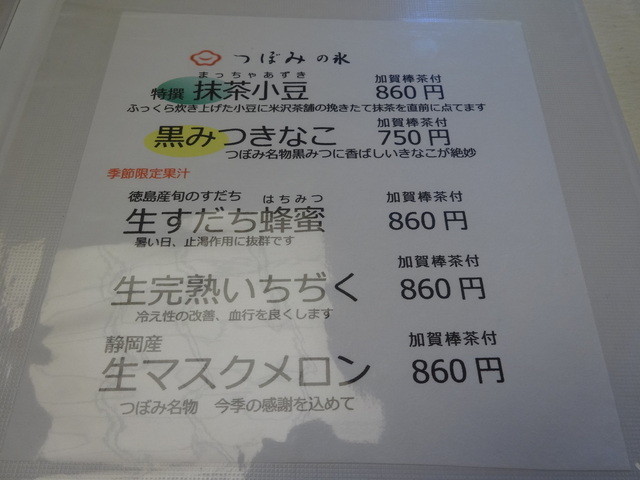 つぼみの氷
まっちゃあずき
特撰 抹茶小豆 加賀棒茶付 860円
ふっくら炊き上げた小豆に米沢茶舗の挽きたて抹茶を直前に点てます
黒みつきなこ 加賀棒茶付 750円
つぼみ名物黒みつに香ばしいきなこが絶妙
季節限定果汁
徳島産旬のすだち はちみつ
生すだち蜂蜜 加賀棒茶付 860円
暑い日、止渇作用に抜群です
生完熟いちぢく 加賀棒茶付 860円
冷え性の改善、血行を良くします
静岡産
生マスクメロン 加賀棒茶付 860円
つぼみ名物 今季の感謝を込めて